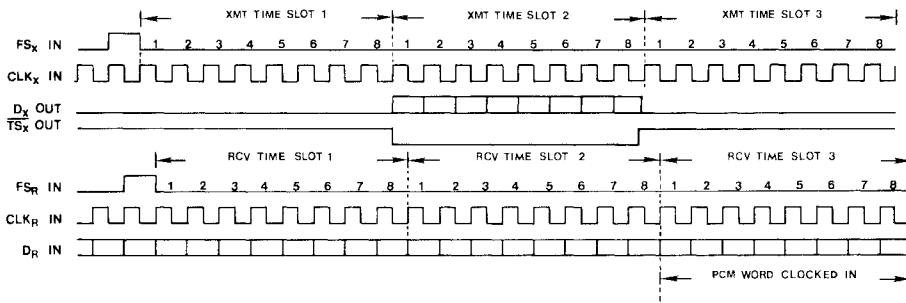 XMT TIME SLOT 1 XMT TIME SLOT 2 XMT TIME SLOT 3
FSX IN 1 2 3 4 5 6 7 8 1 2 3 4 5 6 7 8 1 2 3 4 5 6 7 8
CLKX IN
DX OUT
TSX OUT
RCV TIME SLOT 1 RCV TIME SLOT 2 RCV TIME SLOT 3
FSR IN 1 2 3 4 5 6 7 8 1 2 3 4 5 6 7 8 1 2 3 4 5 6 7 8
CLKR IN
DR IN
PCM WORD CLOCKED IN